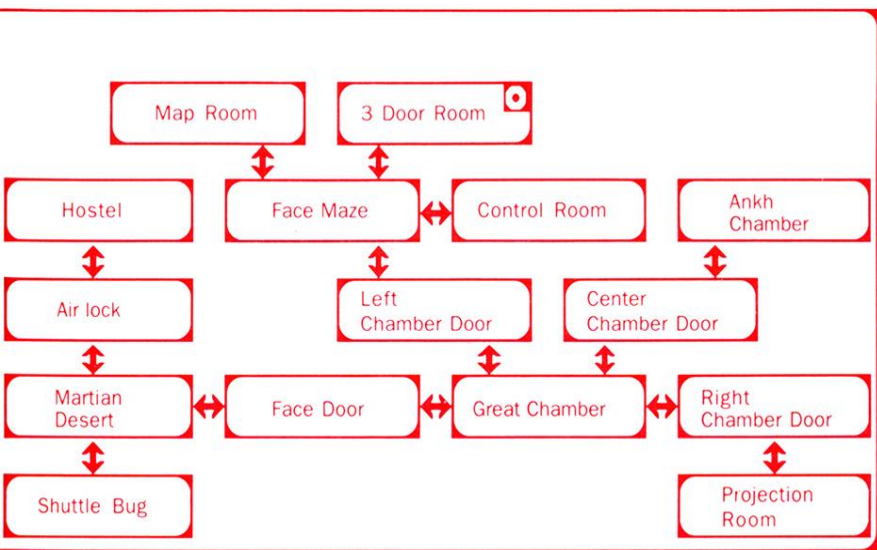 Map Room
3 Door Room
Hostel
Face Maze
Control Room
Ankh
Chamber
Air lock
Left
Chamber Door
Center
Chamber Door
Martian
Desert
Face Door
Great Chamber
Right
Chamber Door
Shuttle Bug
Projection
Room